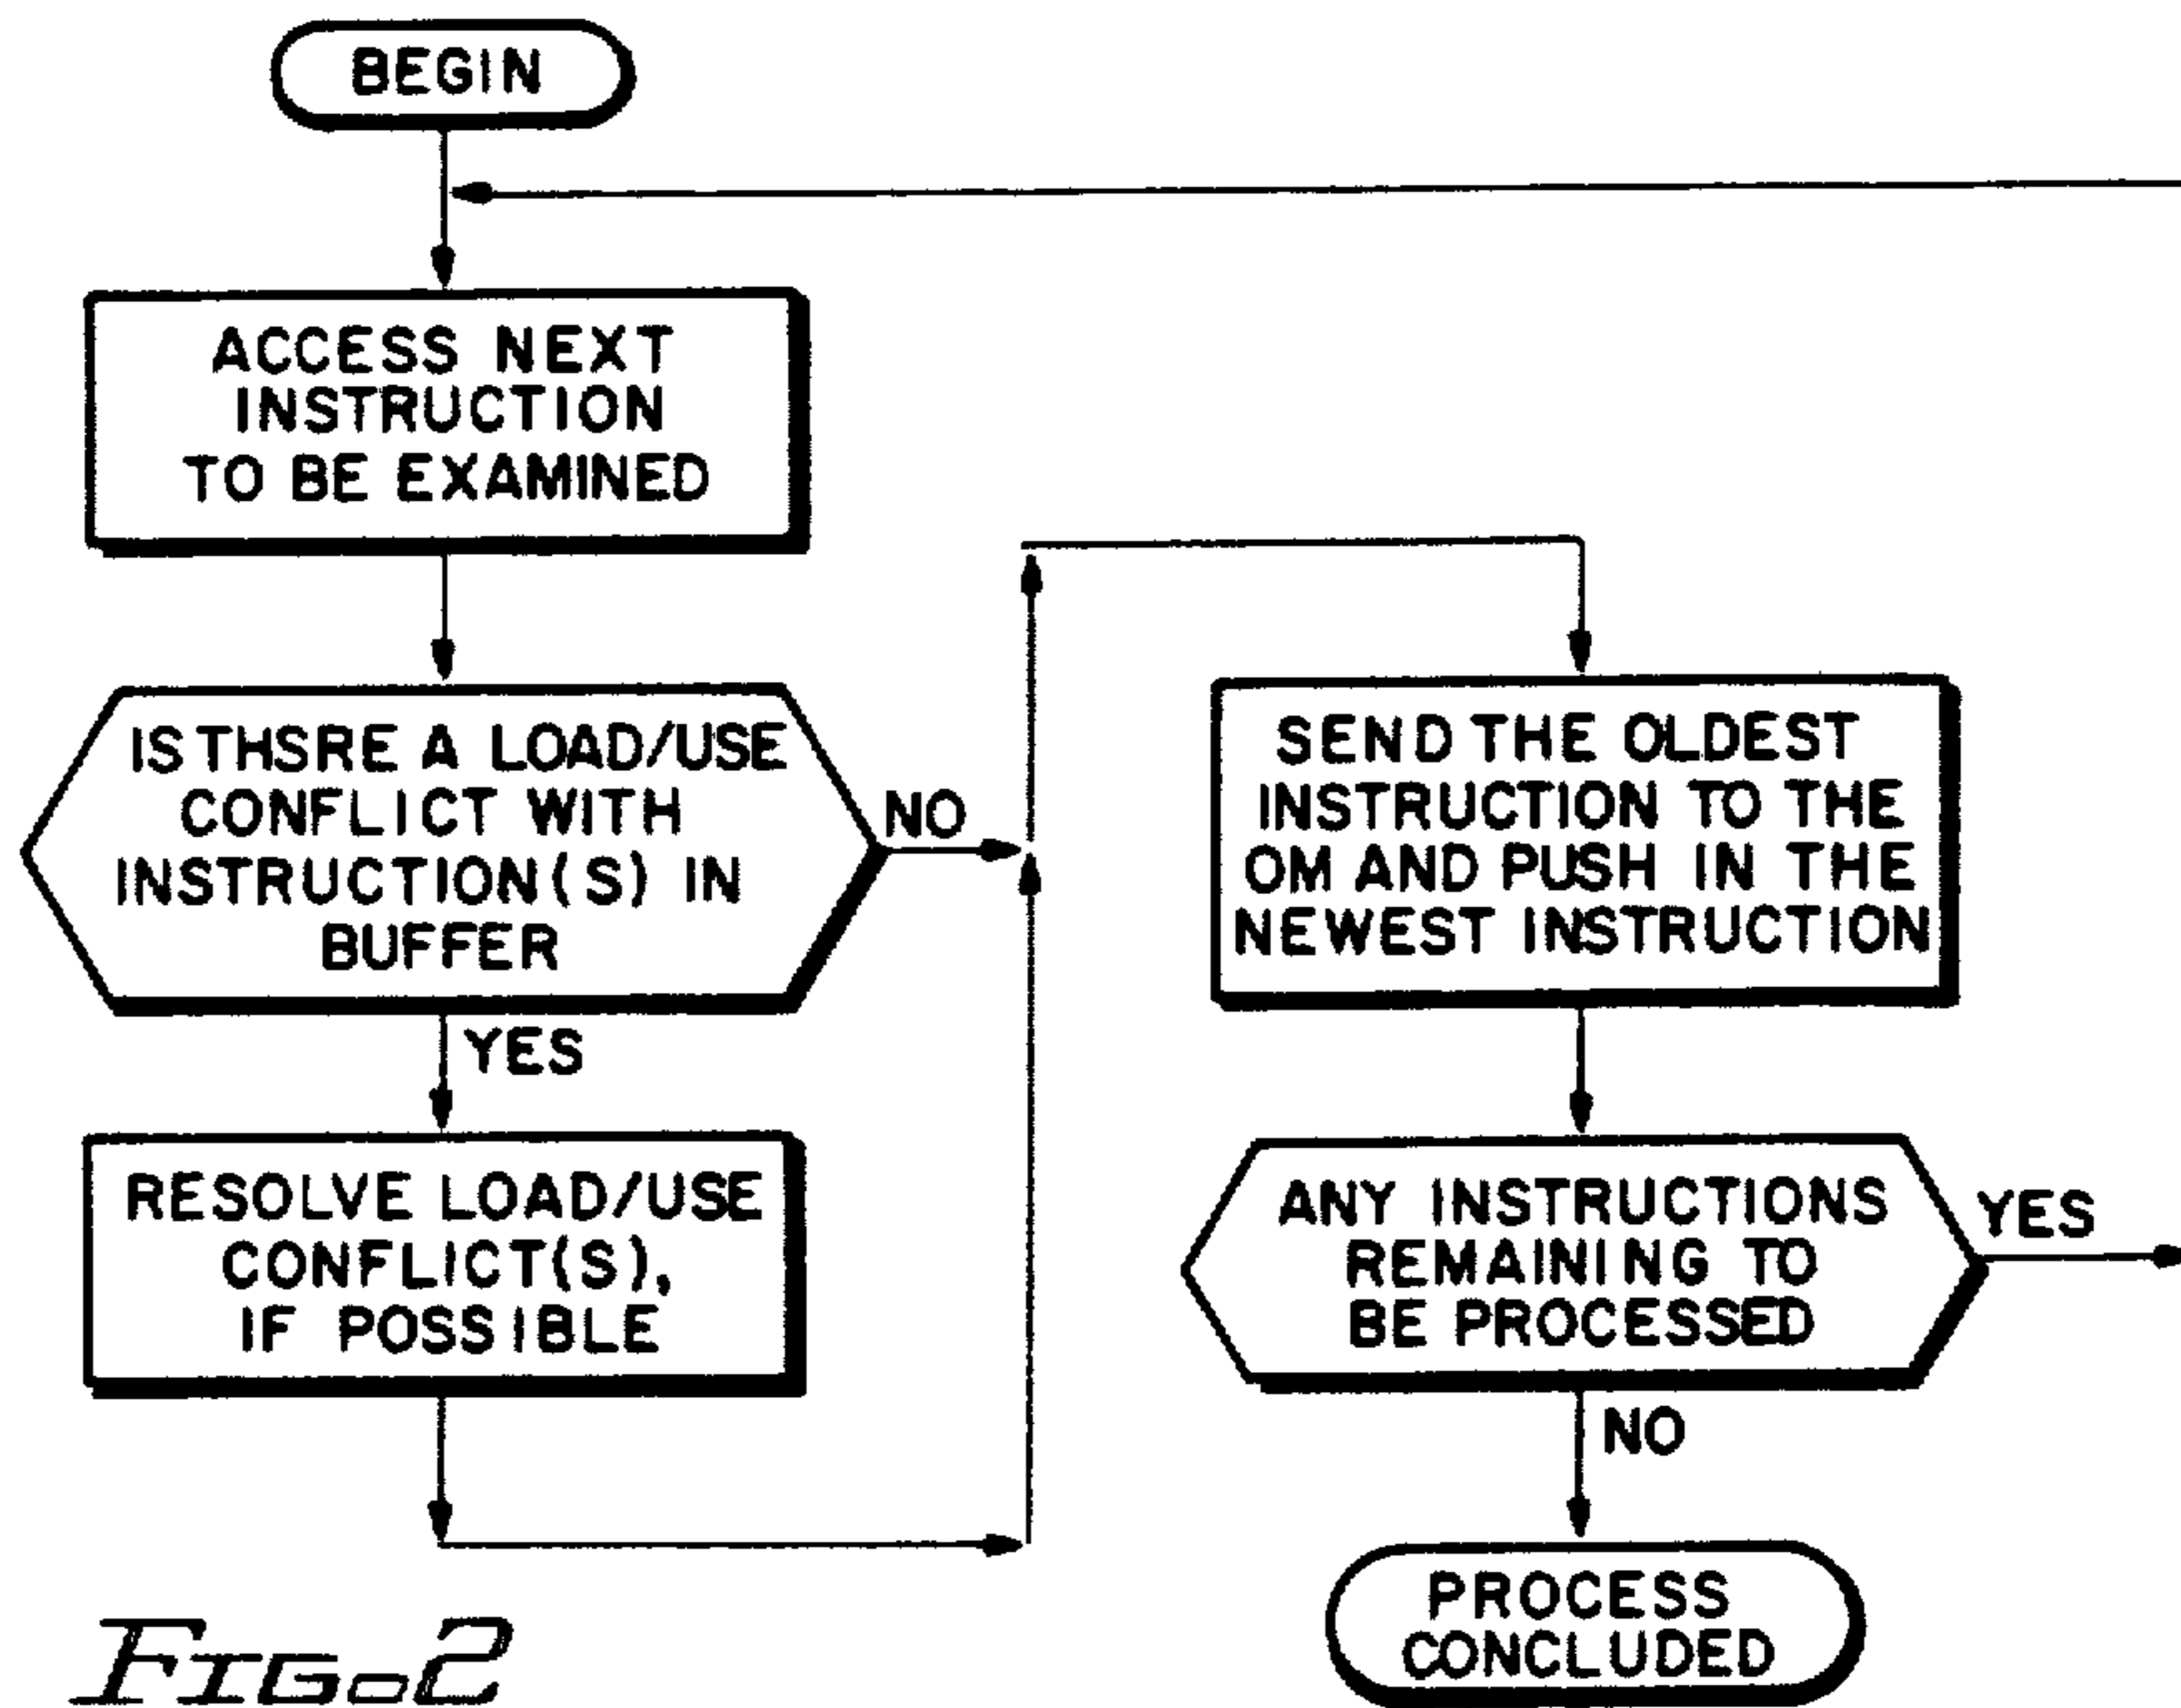 BEGIN
ACCESS NEXT
INSTRUCTION
TO BE EXAMINED
IS THSRE A LOAD/USE
CONFLICT WITH
INSTRUCTION(S) IN
BUFFER
NO
YES
RESOLVE LOAD/USE
CONFLICT(S),
IF POSSIBLE
SEND THE OLDEST
INSTRUCTION TO THE
OM AND PUSH IN THE
NEWEST INSTRUCTION
ANY INSTRUCTIONS
REMAINING TO
BE PROCESSED
YES
NO
PROCESS
CONCLUDED
FIG. 2